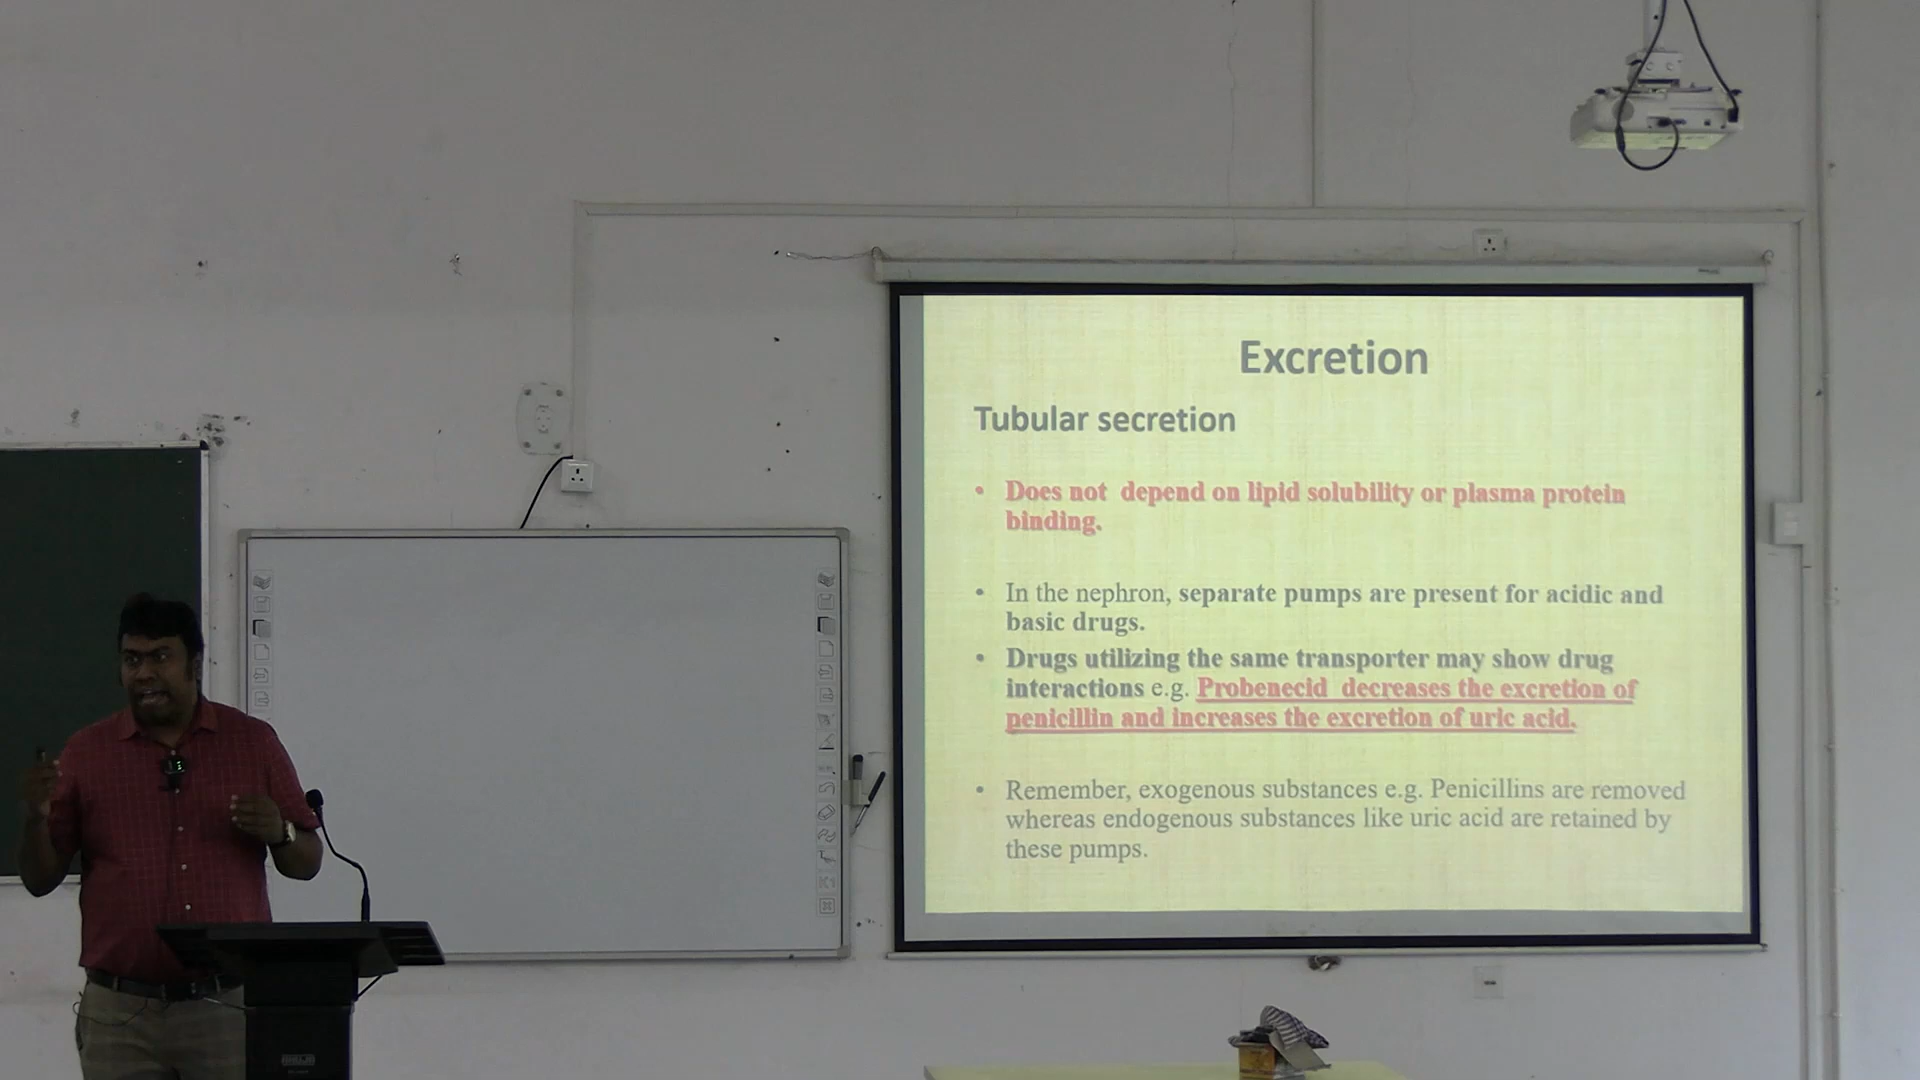 Excretion
Tubular secretion
• Does not depend on lipid solubility or plasma protein
binding.
• In the nephron, separate pumps are present for acidic and
basic drugs.
• Drugs utilizing the same transporter may show drug
interactions e.g. Probenecid decreases the excretion of
penicillin and increases the excretion of uric acid.
• Remember, exogenous substances e.g. Penicillins are removed
whereas endogenous substances like uric acid are retained by
these pumps.
AHUJA